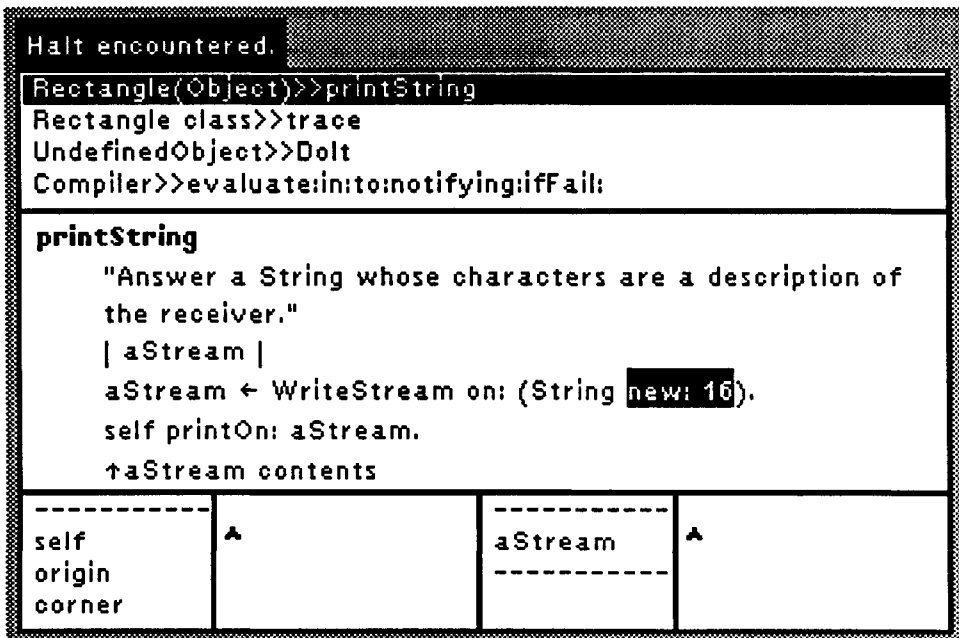 Halt encountered.
Rectangle(Object)>>printString
Rectangle class>>trace
UndefinedObject>>DoIt
Compiler>>evaluate:in:to:notifying:ifFail:
printString
"Answer a String whose characters are a description of
the receiver."
| aStream |
aStream ← WriteStream on: (String new: 16).
self printOn: aStream.
↑aStream contents
-----------
self
origin
corner
-----------
aStream
-----------